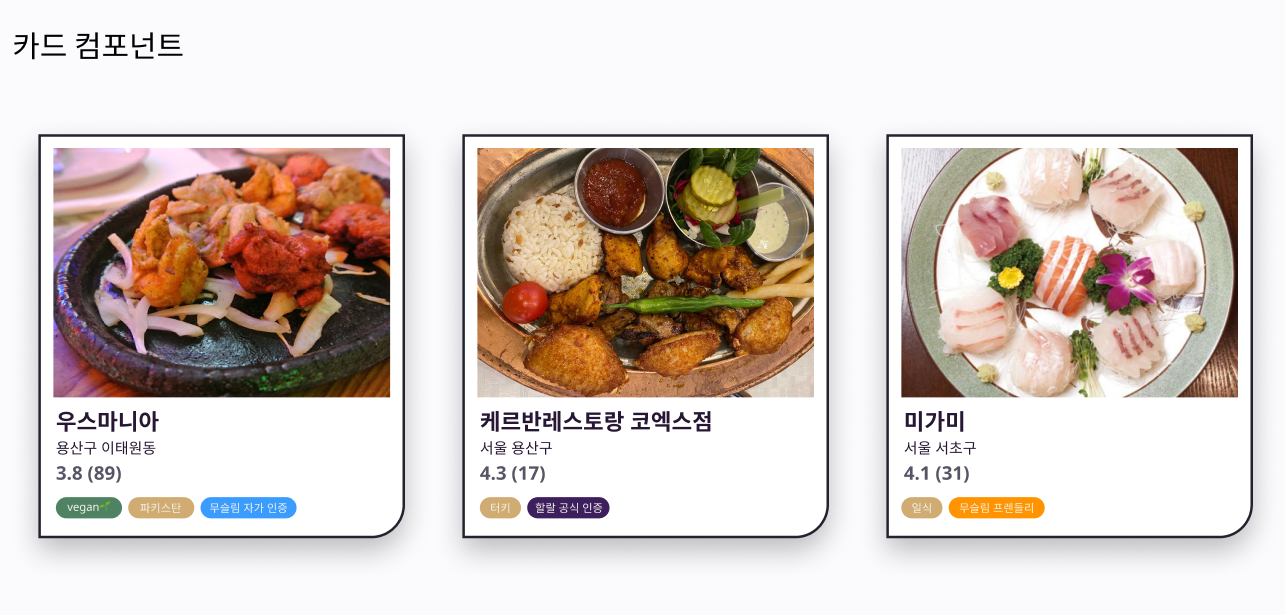 카드 컴포넌트
우스마니아
용산구 이태원동
3.8 (89)
vegan🌱 파키스탄 무슬림 자가 인증
케르반레스토랑 코엑스점
서울 용산구
4.3 (17)
터키 할랄 공식 인증
미가미
서울 서초구
4.1 (31)
일식 무슬림 프렌들리